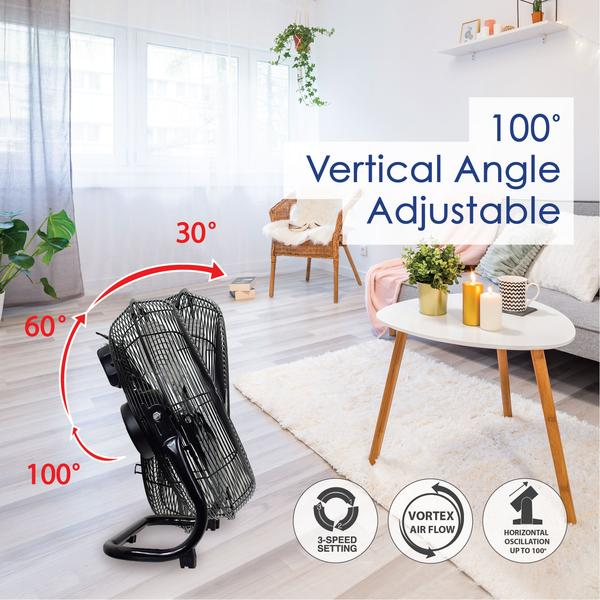 100°
Vertical Angle
Adjustable
30°
60°
100°
3-SPEED
SETTING
VORTEX
AIR FLOW
HORIZONTAL
OSCILLATION
UP TO 100°